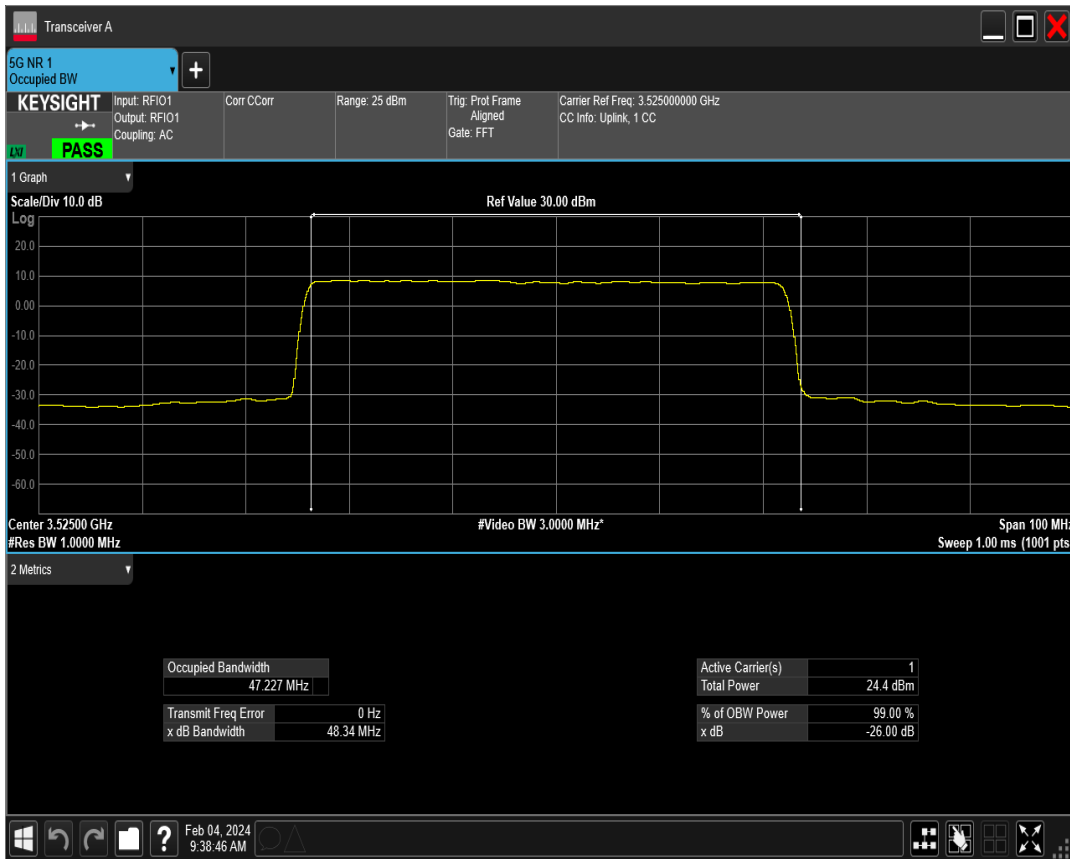 Transceiver A
5G NR 1
Occupied BW
KEYSIGHT
LXI
PASS
Input: RFIO1
Output: RFIO1
Coupling: AC
Corr CCorr
Range: 25 dBm
Trig: Prot Frame
Aligned
Gate: FFT
Carrier Ref Freq: 3.525000000 GHz
CC Info: Uplink, 1 CC
1 Graph
Scale/Div 10.0 dB
Ref Value 30.00 dBm
Log
20.0
10.0
0.00
-10.0
-20.0
-30.0
-40.0
-50.0
-60.0
Center 3.52500 GHz
#Video BW 3.0000 MHz*
Span 100 MHz
#Res BW 1.0000 MHz
Sweep 1.00 ms (1001 pts
2 Metrics
Occupied Bandwidth
47.227 MHz
Transmit Freq Error 0 Hz
x dB Bandwidth 48.34 MHz
Active Carrier(s) 1
Total Power 24.4 dBm
% of OBW Power 99.00 %
x dB -26.00 dB
?
Feb 04, 2024
9:38:46 AM